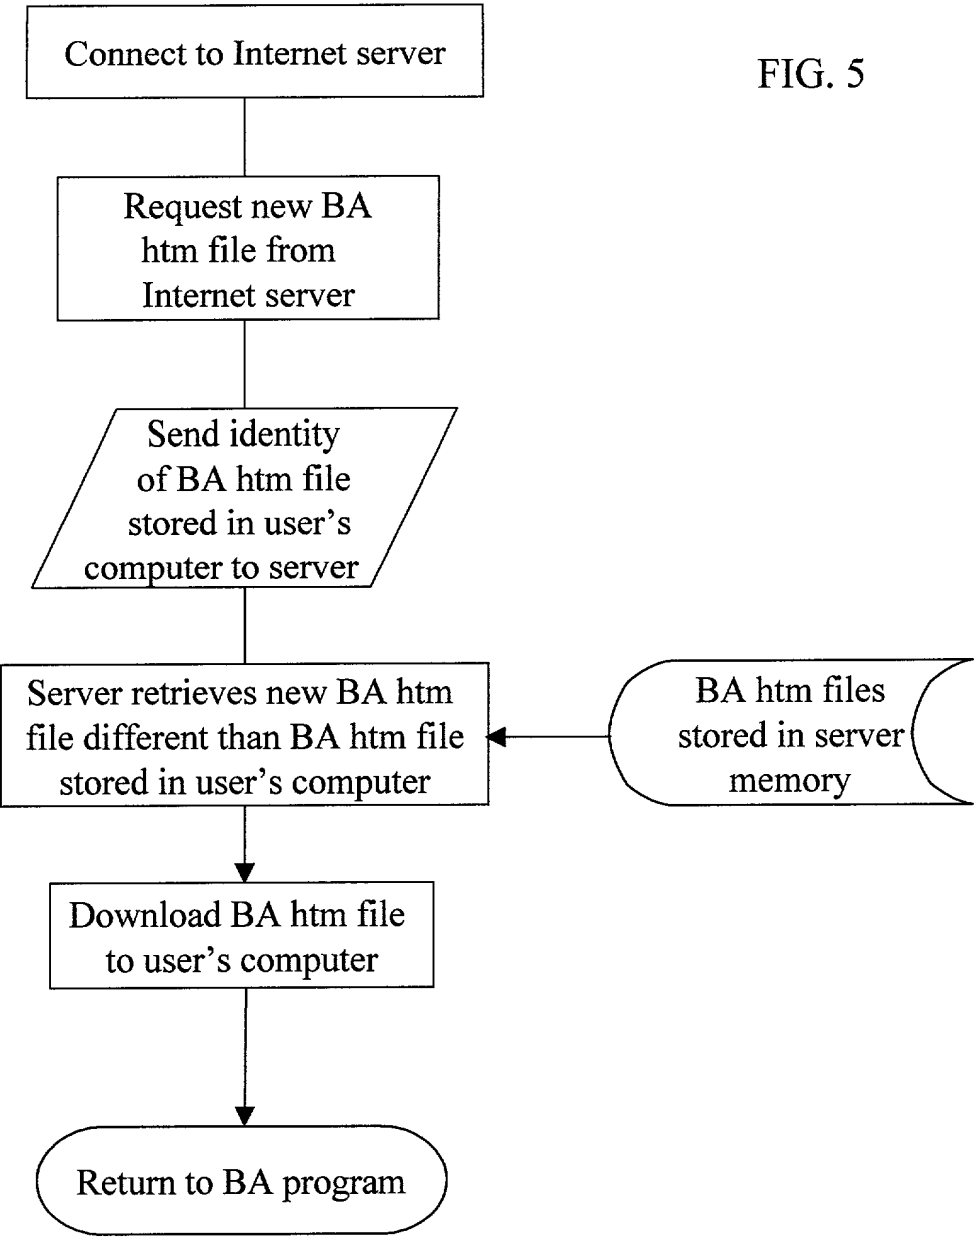 Connect to Internet server
FIG. 5
Request new BA
htm file from
Internet server
Send identity
of BA htm file
stored in user's
computer to server
Server retrieves new BA htm
file different than BA htm file
stored in user's computer
BA htm files
stored in server
memory
Download BA htm file
to user's computer
Return to BA program